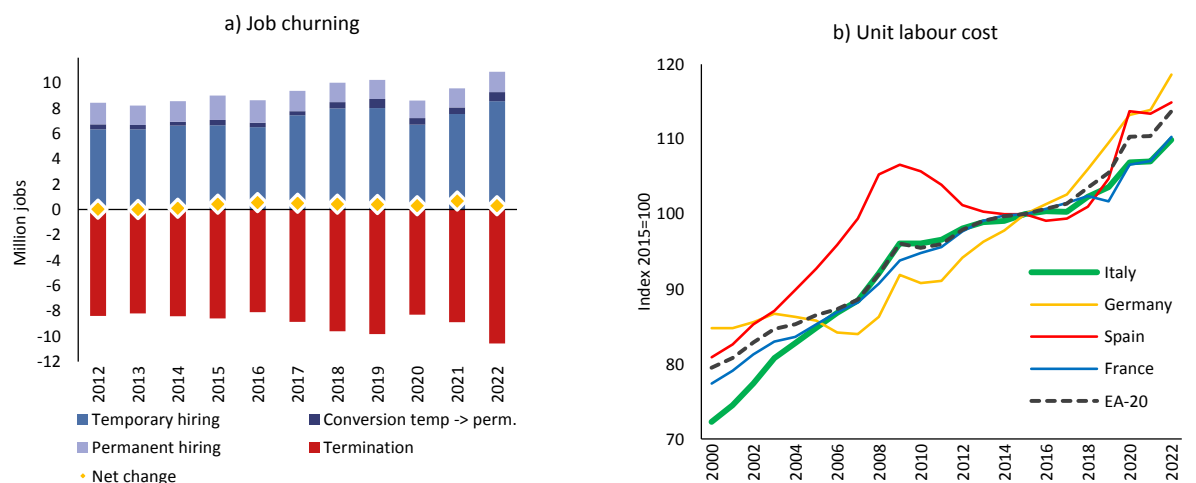 a) Job churning
Million jobs
10
8
6
4
2
0
-2
-4
-6
-8
-10
-12
2012
2013
2014
2015
2016
2017
2018
2019
2020
2021
2022
Temporary hiring
Conversion temp -> perm.
Permanent hiring
Termination
Net change
b) Unit labour cost
Index 2015=100
120
110
100
90
80
70
2000
2002
2004
2006
2008
2010
2012
2014
2016
2018
2020
2022
Italy
Germany
Spain
France
EA-20